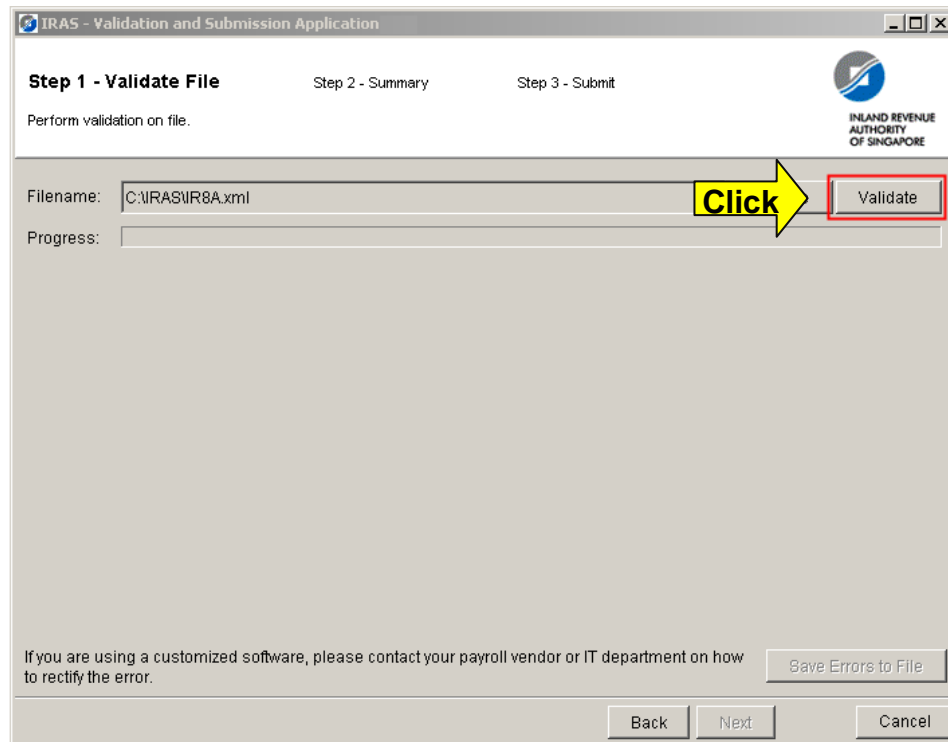 IRAS - Validation and Submission Application
Step 1 - Validate File
Step 2 - Summary
Step 3 - Submit
Perform validation on file.
INLAND REVENUE
AUTHORITY
OF SINGAPORE
Filename:
C:\IRAS\IR8A.xml
Click
Validate
Progress:
If you are using a customized software, please contact your payroll vendor or IT department on how
to rectify the error.
Save Errors to File
Back
Next
Cancel